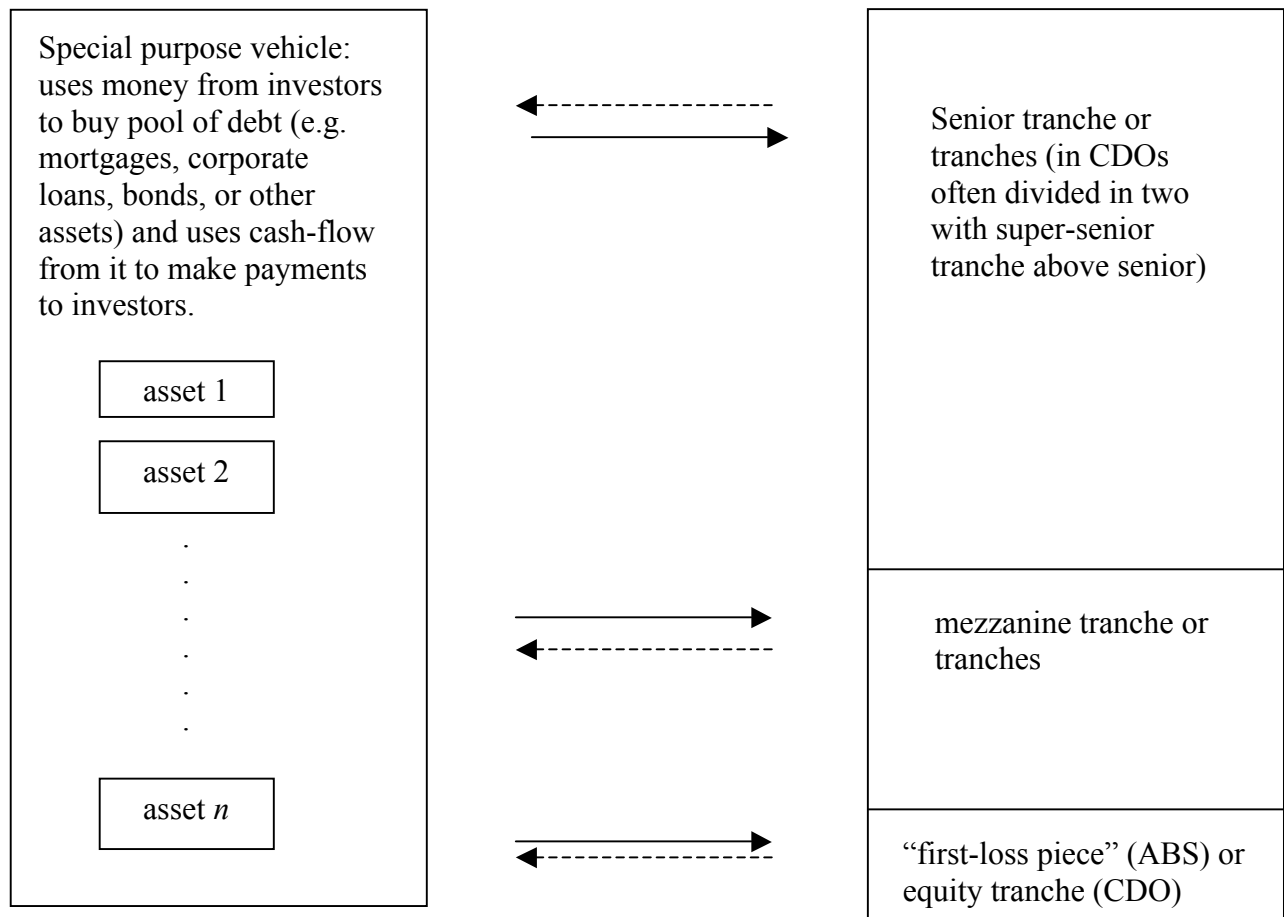 Special purpose vehicle:
uses money from investors
to buy pool of debt (e.g.
mortgages, corporate
loans, bonds, or other
assets) and uses cash-flow
from it to make payments
to investors.
asset 1
asset 2
.
.
.
.
.
.
asset n
Senior tranche or
tranches (in CDOs
often divided in two
with super-senior
tranche above senior)
mezzanine tranche or
tranches
“first-loss piece” (ABS) or
equity tranche (CDO)